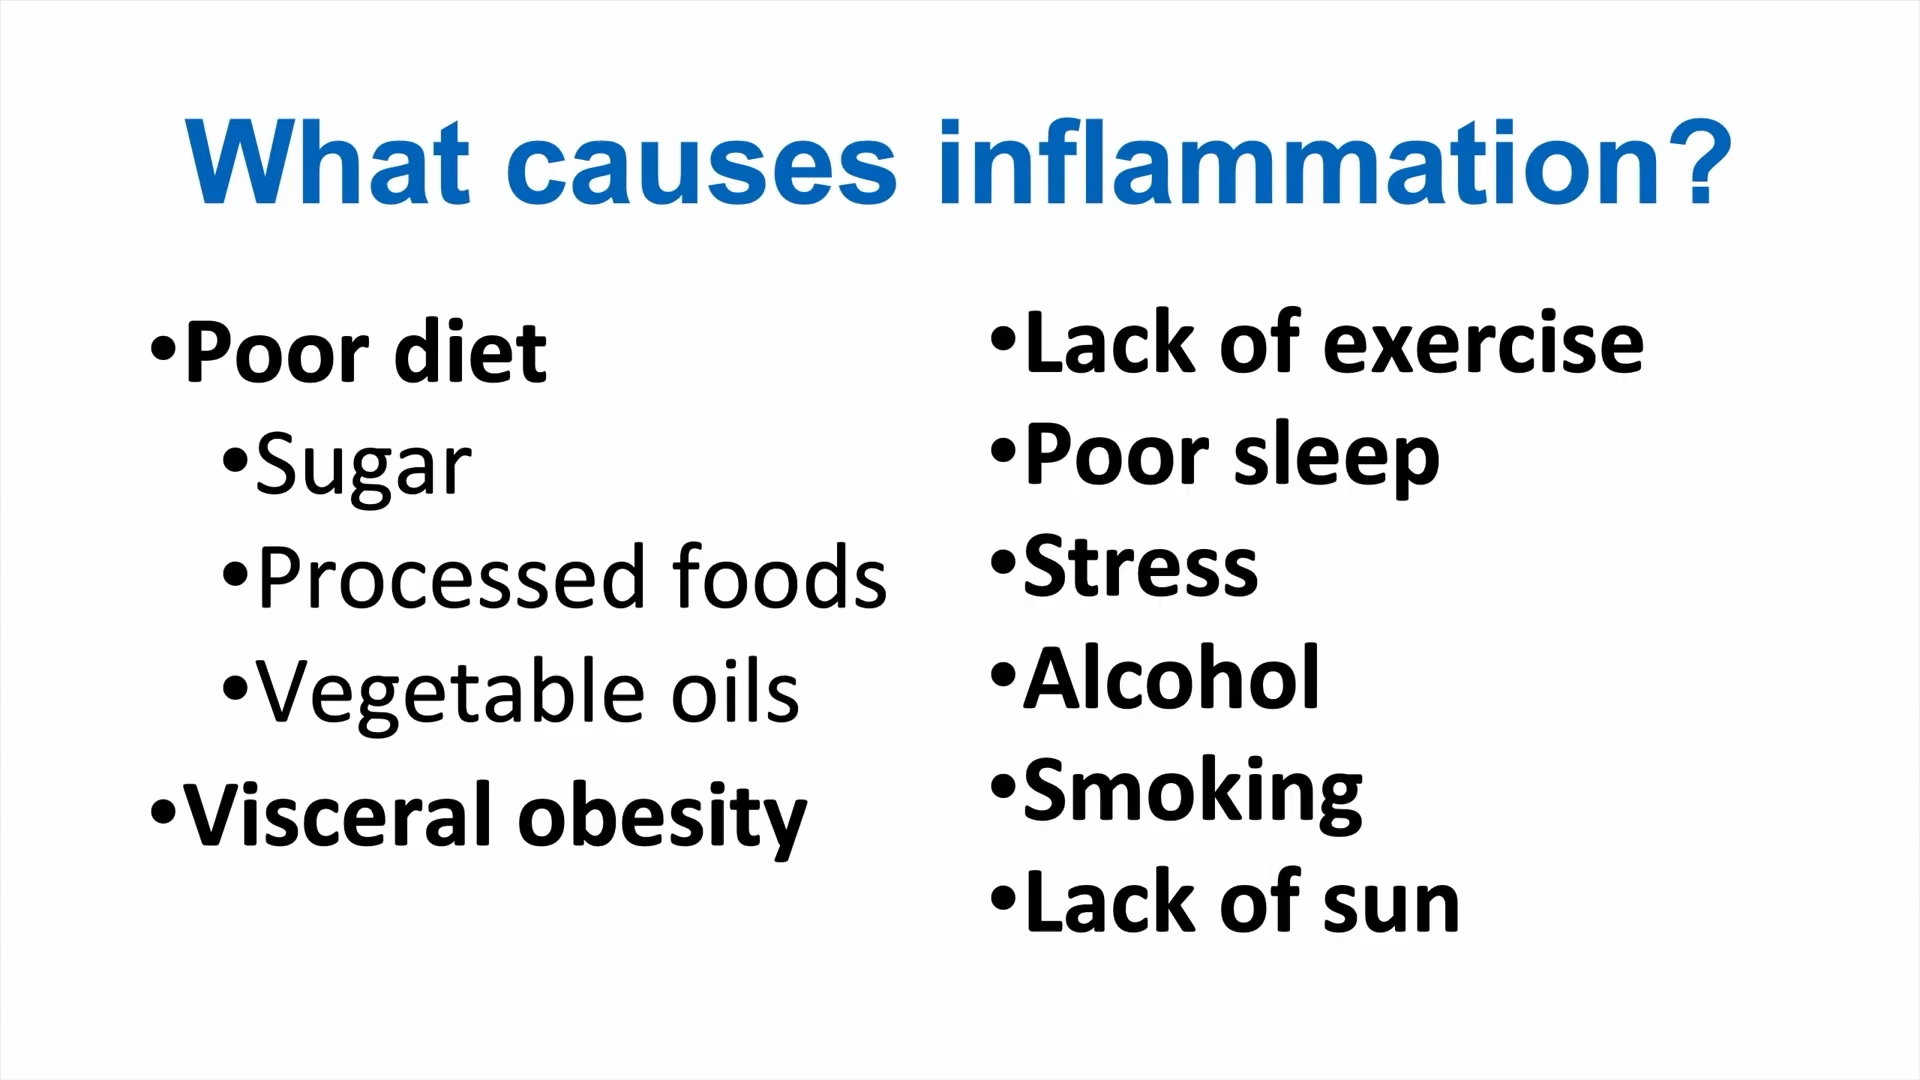 What causes inflammation?
•Poor diet
•Sugar
•Processed foods
•Vegetable oils
•Visceral obesity
•Lack of exercise
•Poor sleep
•Stress
•Alcohol
•Smoking
•Lack of sun